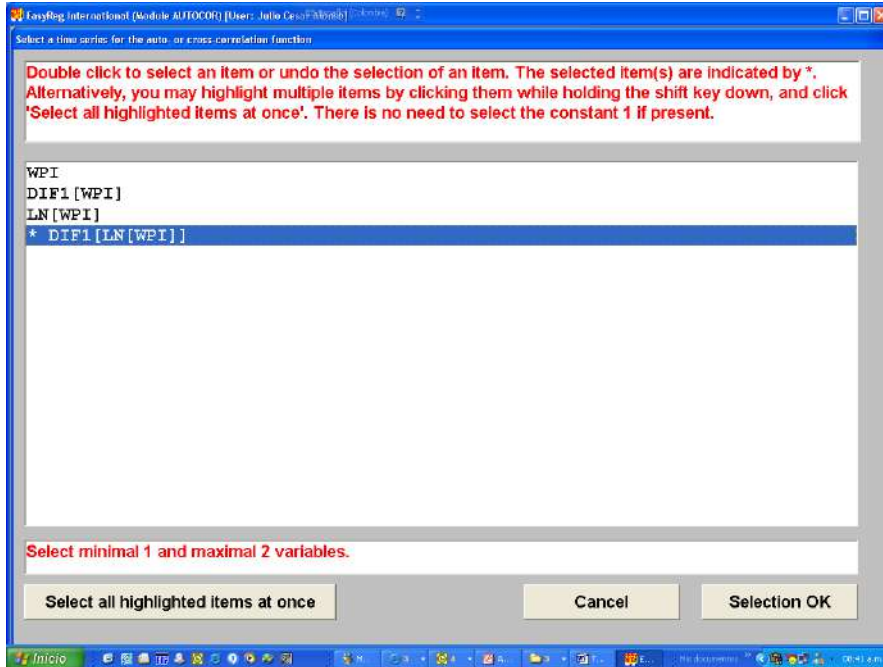 EasyReg International (Module AUTOCOR) [User: Julio Cesar Alonso]
Select a time series for the auto- or cross-correlation function
Double click to select an item or undo the selection of an item. The selected item(s) are indicated by *.
Alternatively, you may highlight multiple items by clicking them while holding the shift key down, and click
'Select all highlighted items at once'. There is no need to select the constant 1 if present.
WPI
DIF1[WPI]
LN[WPI]
* DIF1[LN[WPI]]
Select minimal 1 and maximal 2 variables.
Select all highlighted items at once
Cancel
Selection OK
Inicio
08:41 a.m.